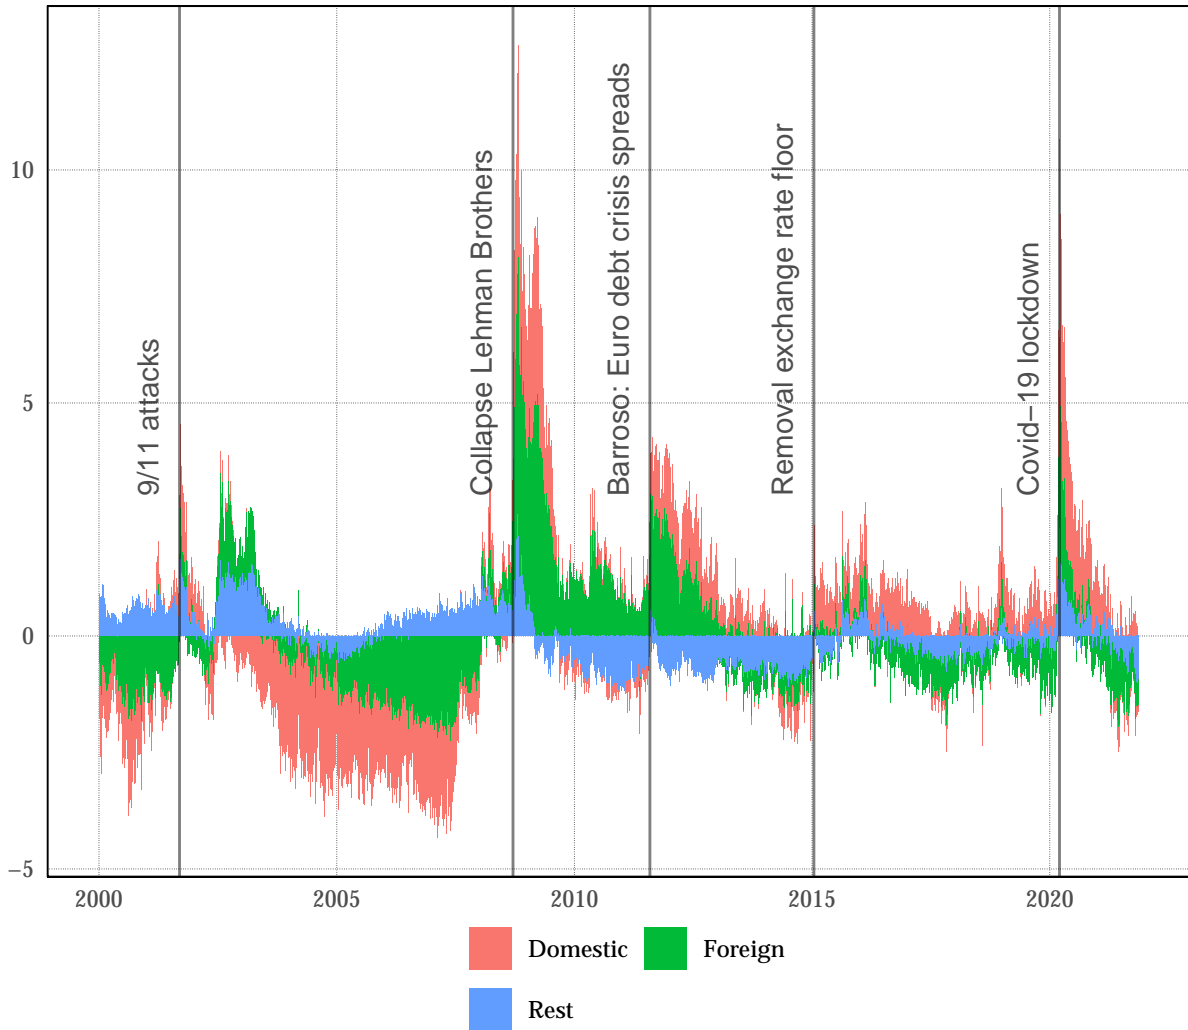 10
5
0
−5
9/11 attacks
Collapse Lehman Brothers
Barroso: Euro debt crisis spreads
Removal exchange rate floor
Covid−19 lockdown
2000 2005 2010 2015 2020
Domestic Foreign
Rest